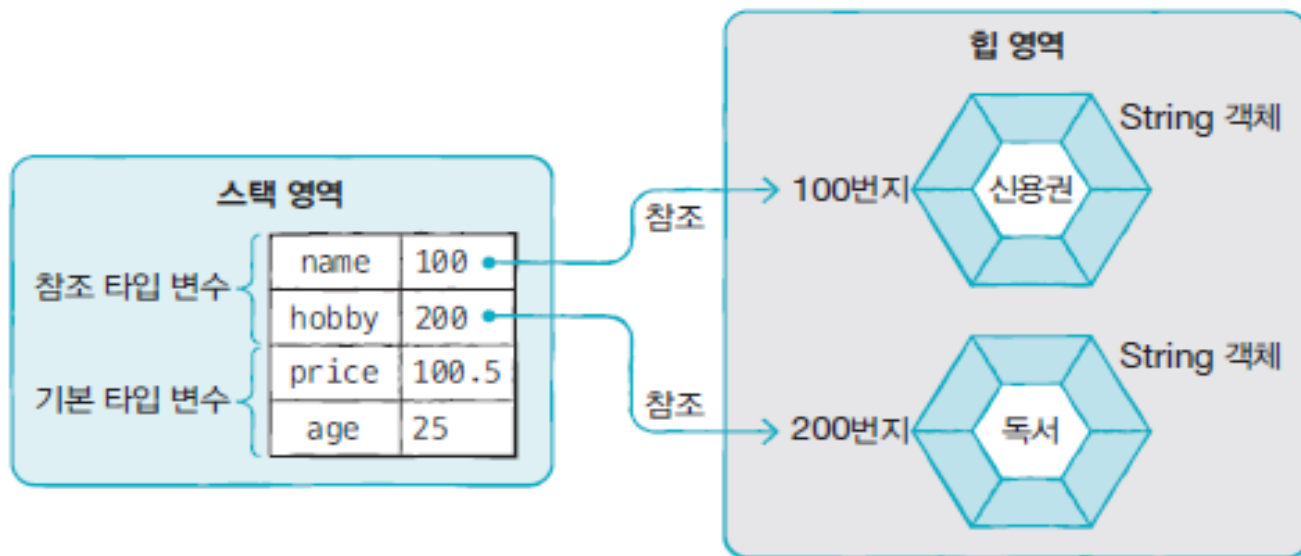 스택 영역
참조 타입 변수
기본 타입 변수
name 100
hobby 200
price 100.5
age 25
참조
참조
힙 영역
100번지
신용권
String 객체
200번지
독서
String 객체